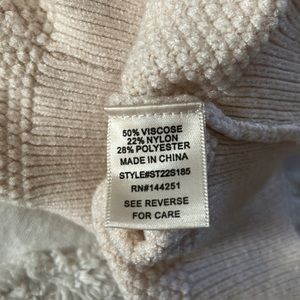 50% VISCOSE
22% NYLON
28% POLYESTER
MADE IN CHINA
STYLE#ST22S185
RN#144251
SEE REVERSE
FOR CARE